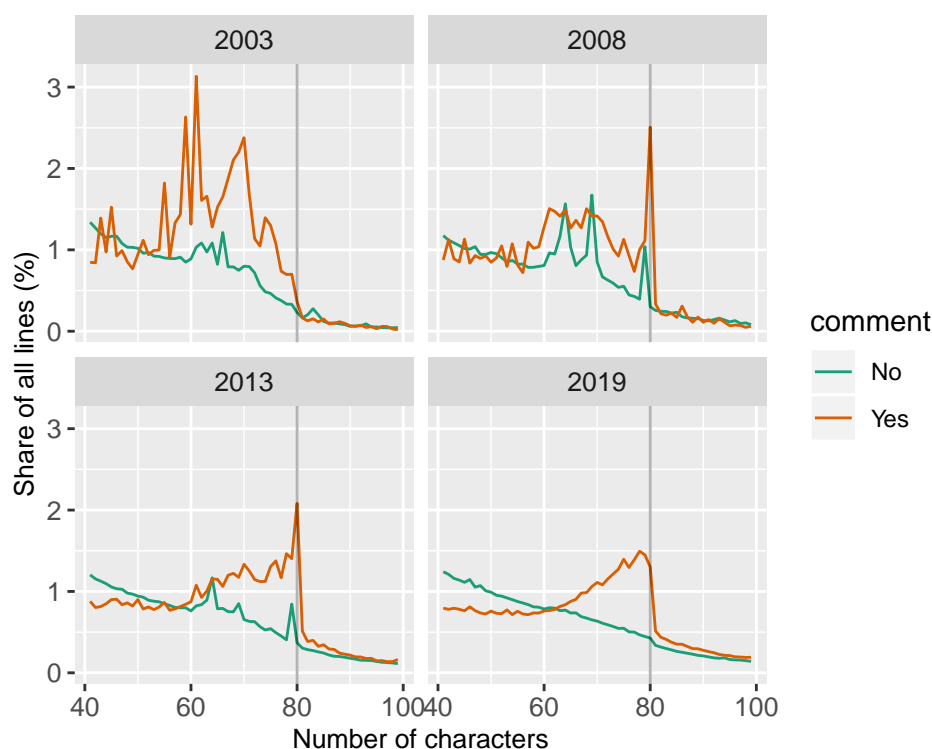 2003 2008
3
2
1
0
2013 2019
3
2
1
0
40 60 80 100 40 60 80 100
Number of characters
Share of all lines (%)
comment
No
Yes